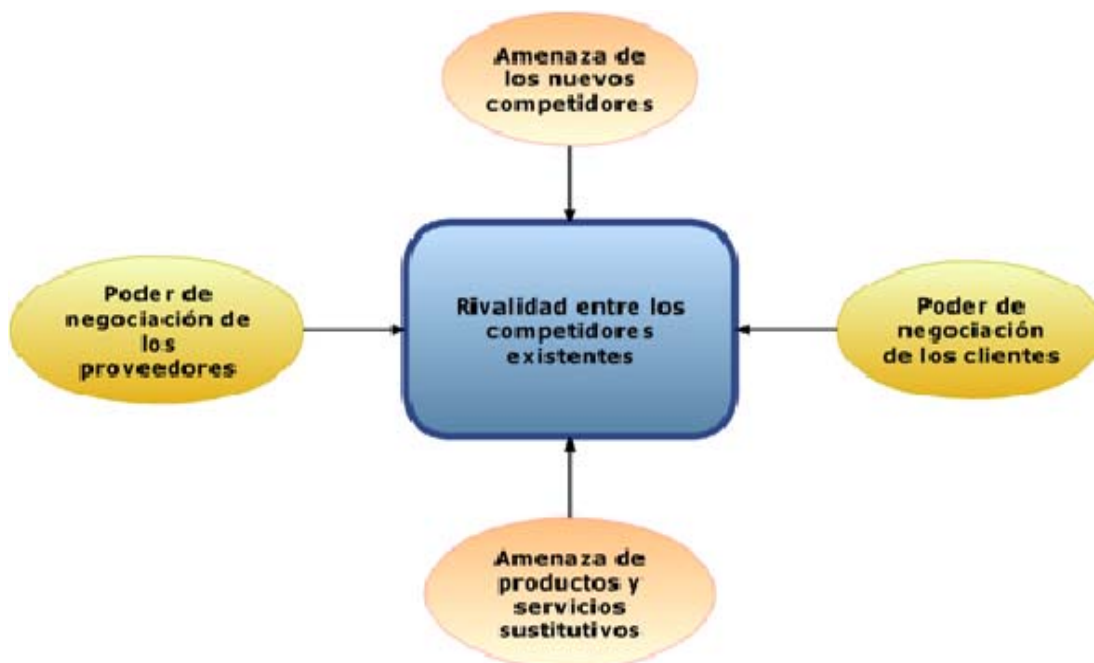 Amenaza de
los nuevos
competidores
Poder de
negociación de
los
proveedores
Rivalidad entre los
competidores
existentes
Poder de
negociación
de los clientes
Amenaza de
productos y
servicios
sustitutivos